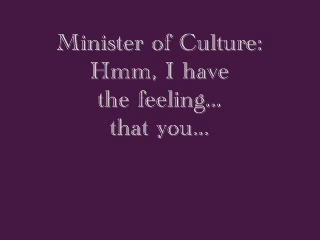 Minister of Culture:
Hmm, I have
the feeling...
that you...